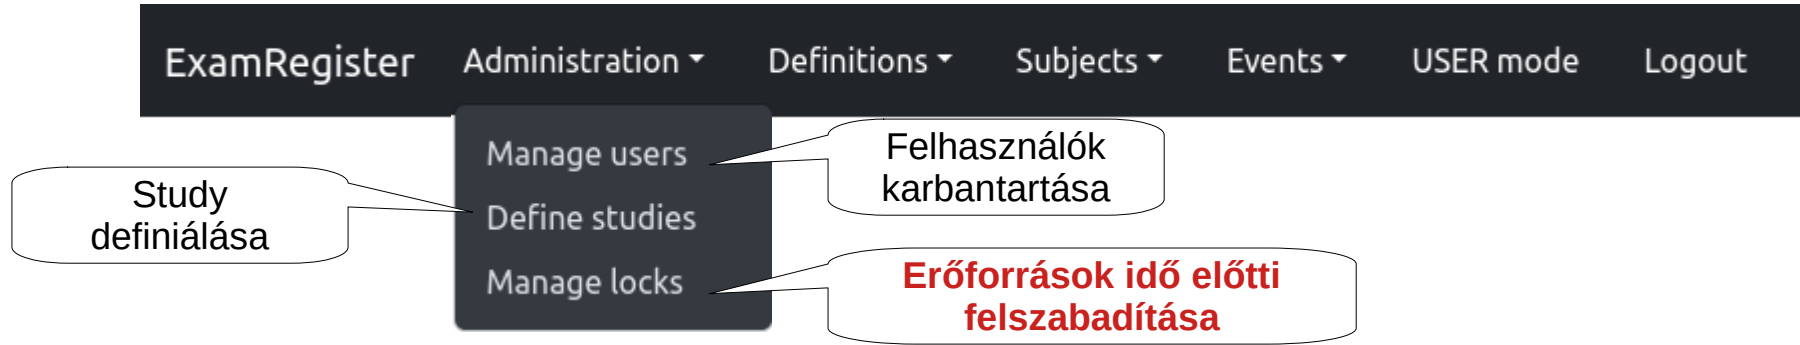 ExamRegister Administration Definitions Subjects Events USER mode Logout
Manage users
Felhasználók
karbantartása
Study
definiálása
Define studies
Manage locks
Erőforrások idő előtti
felszabadítása